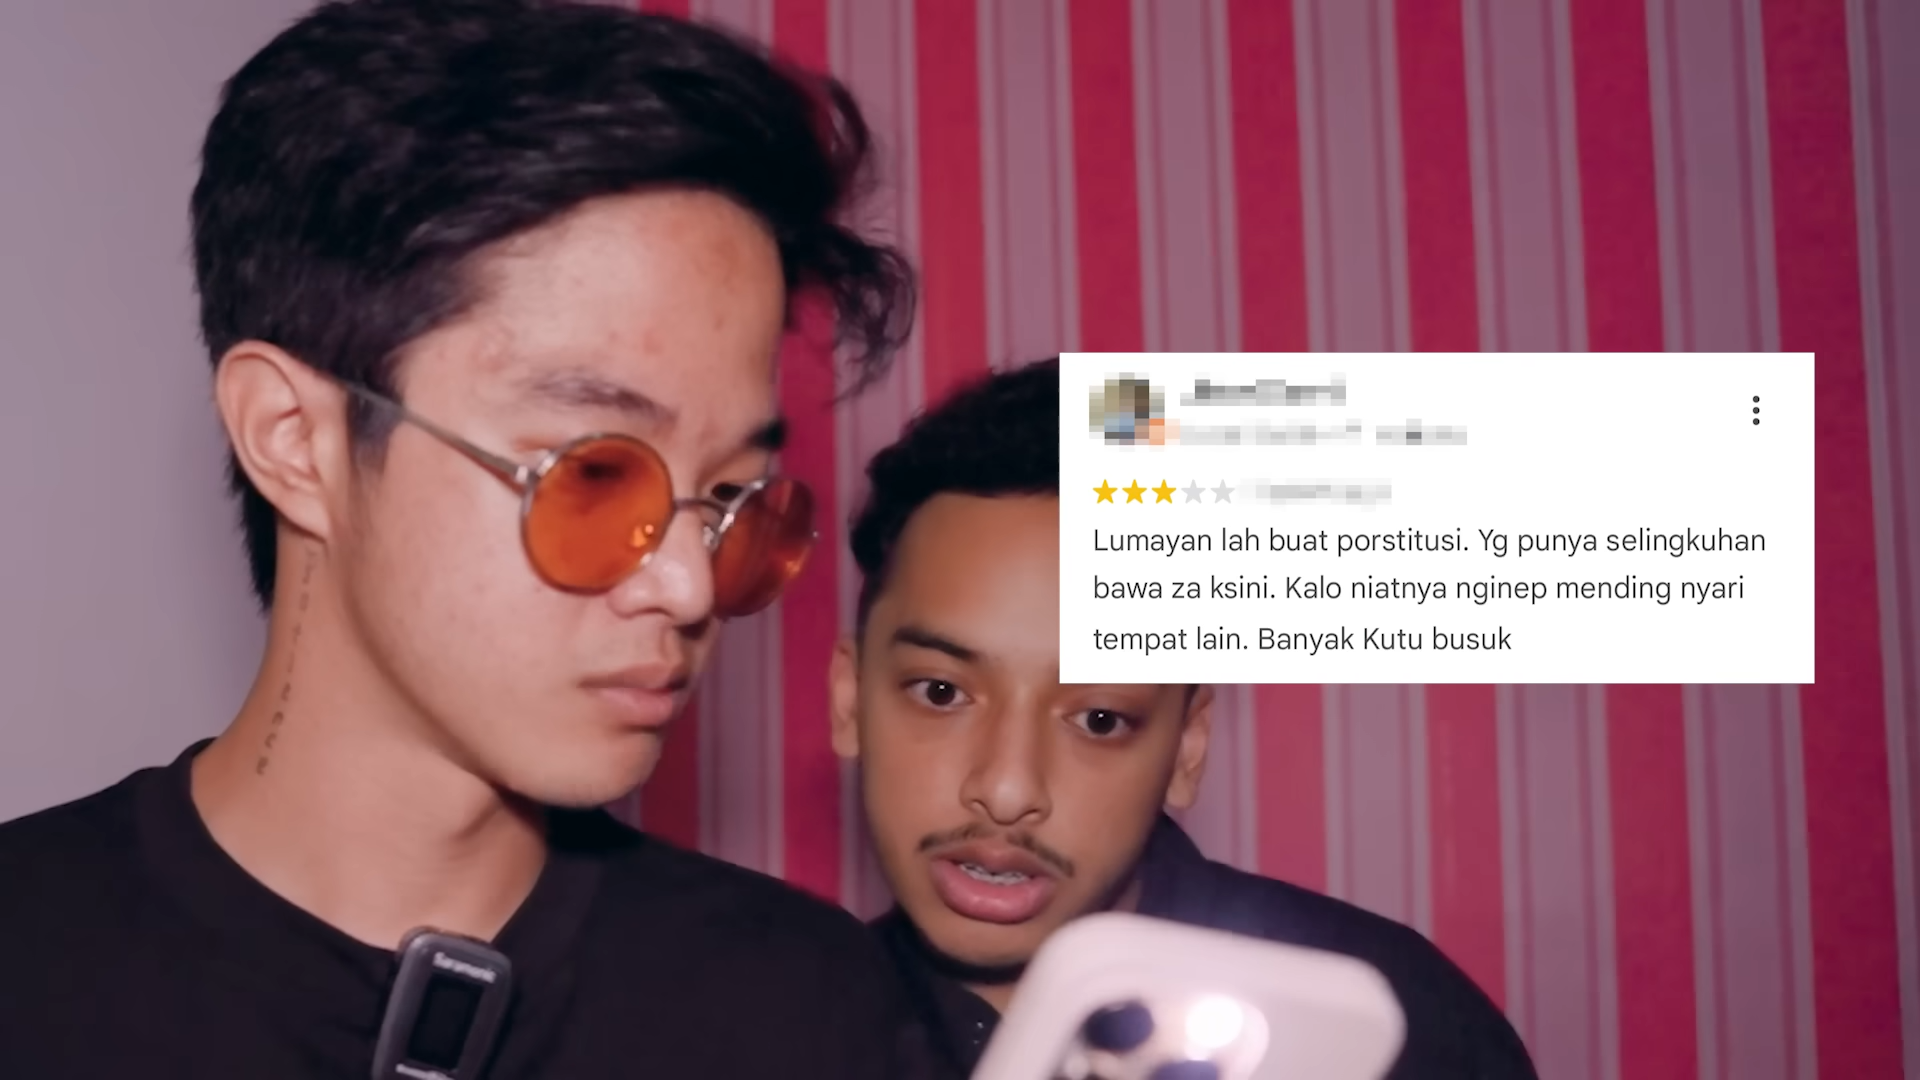 Lumayan lah buat porstitusi. Yg punya selingkuhan
bawa za ksini. Kalo niatnya nginep mending nyari
tempat lain. Banyak Kutu busuk
Saramonic